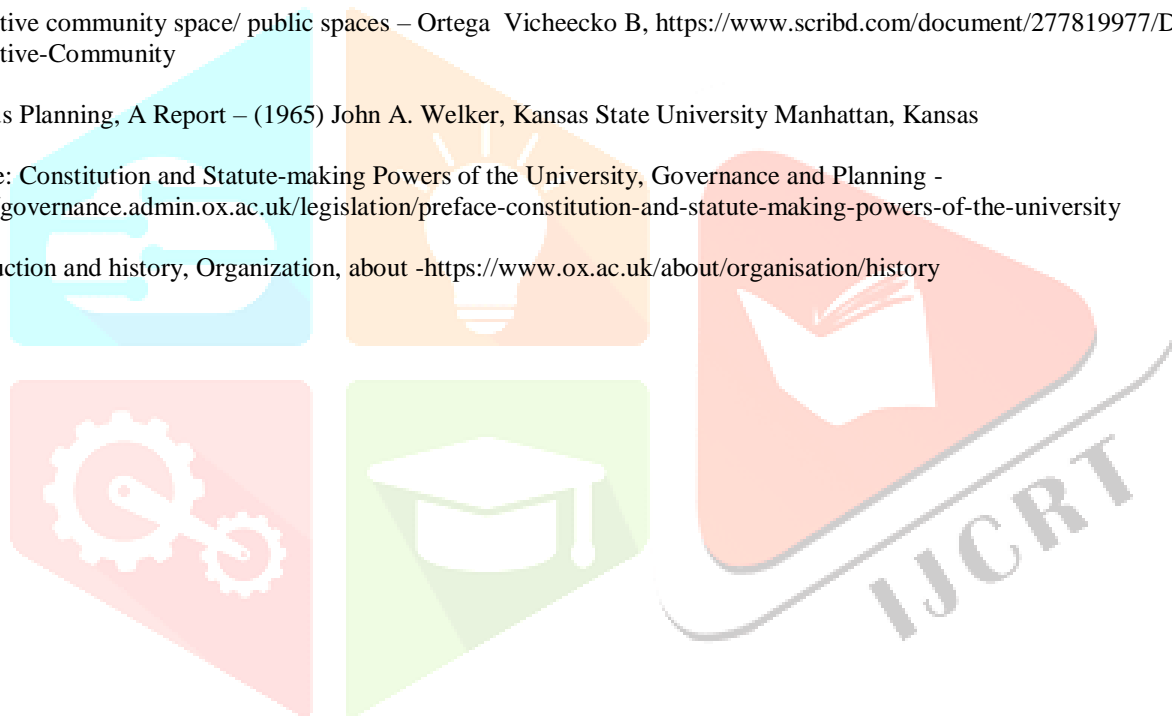 tive community space/ public spaces – Ortega Vicheecko B, https://www.scribd.com/document/277819977/D
tive-Community
s Planning, A Report – (1965) John A. Welker, Kansas State University Manhattan, Kansas
e: Constitution and Statute-making Powers of the University, Governance and Planning -
/governance.admin.ox.ac.uk/legislation/preface-constitution-and-statute-making-powers-of-the-university
uction and history, Organization, about -https://www.ox.ac.uk/about/organisation/history
IJCRT